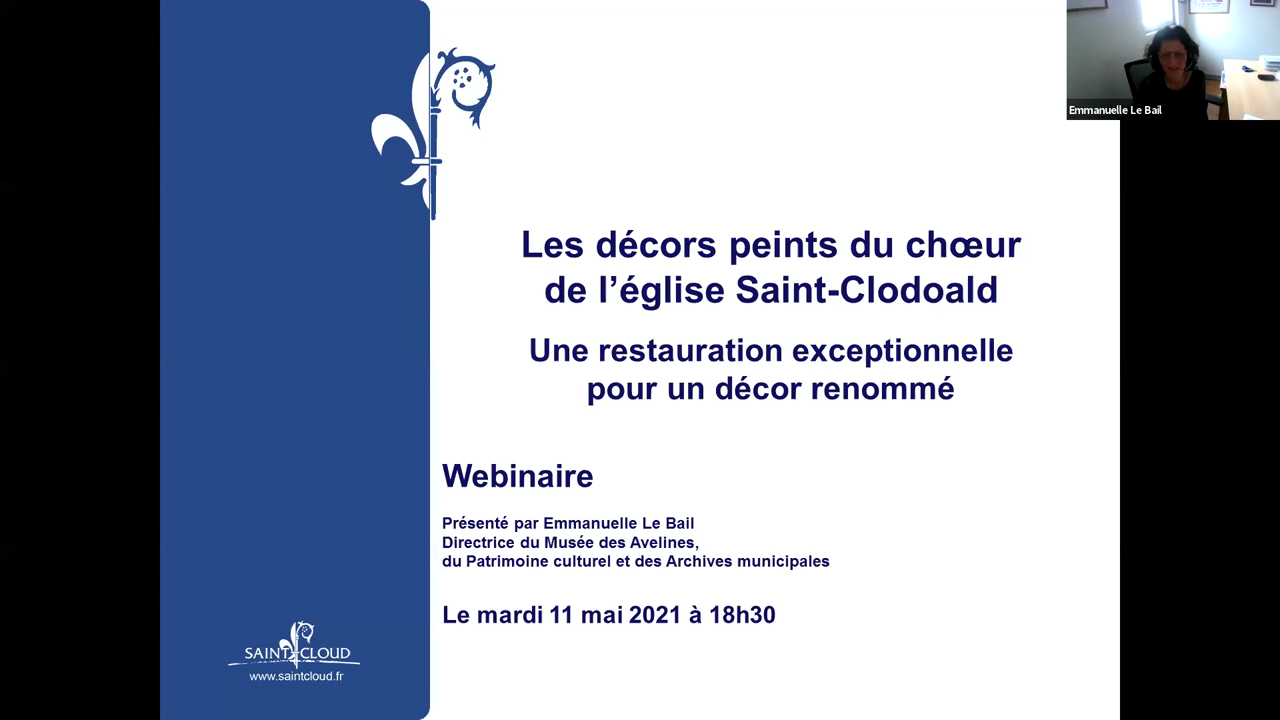 Emmanuelle Le Bail
Les décors peints du chœur
de l’église Saint-Clodoald
Une restauration exceptionnelle
pour un décor renommé
Webinaire
Présenté par Emmanuelle Le Bail
Directrice du Musée des Avelines,
du Patrimoine culturel et des Archives municipales
Le mardi 11 mai 2021 à 18h30
SAINT CLOUD
www.saintcloud.fr